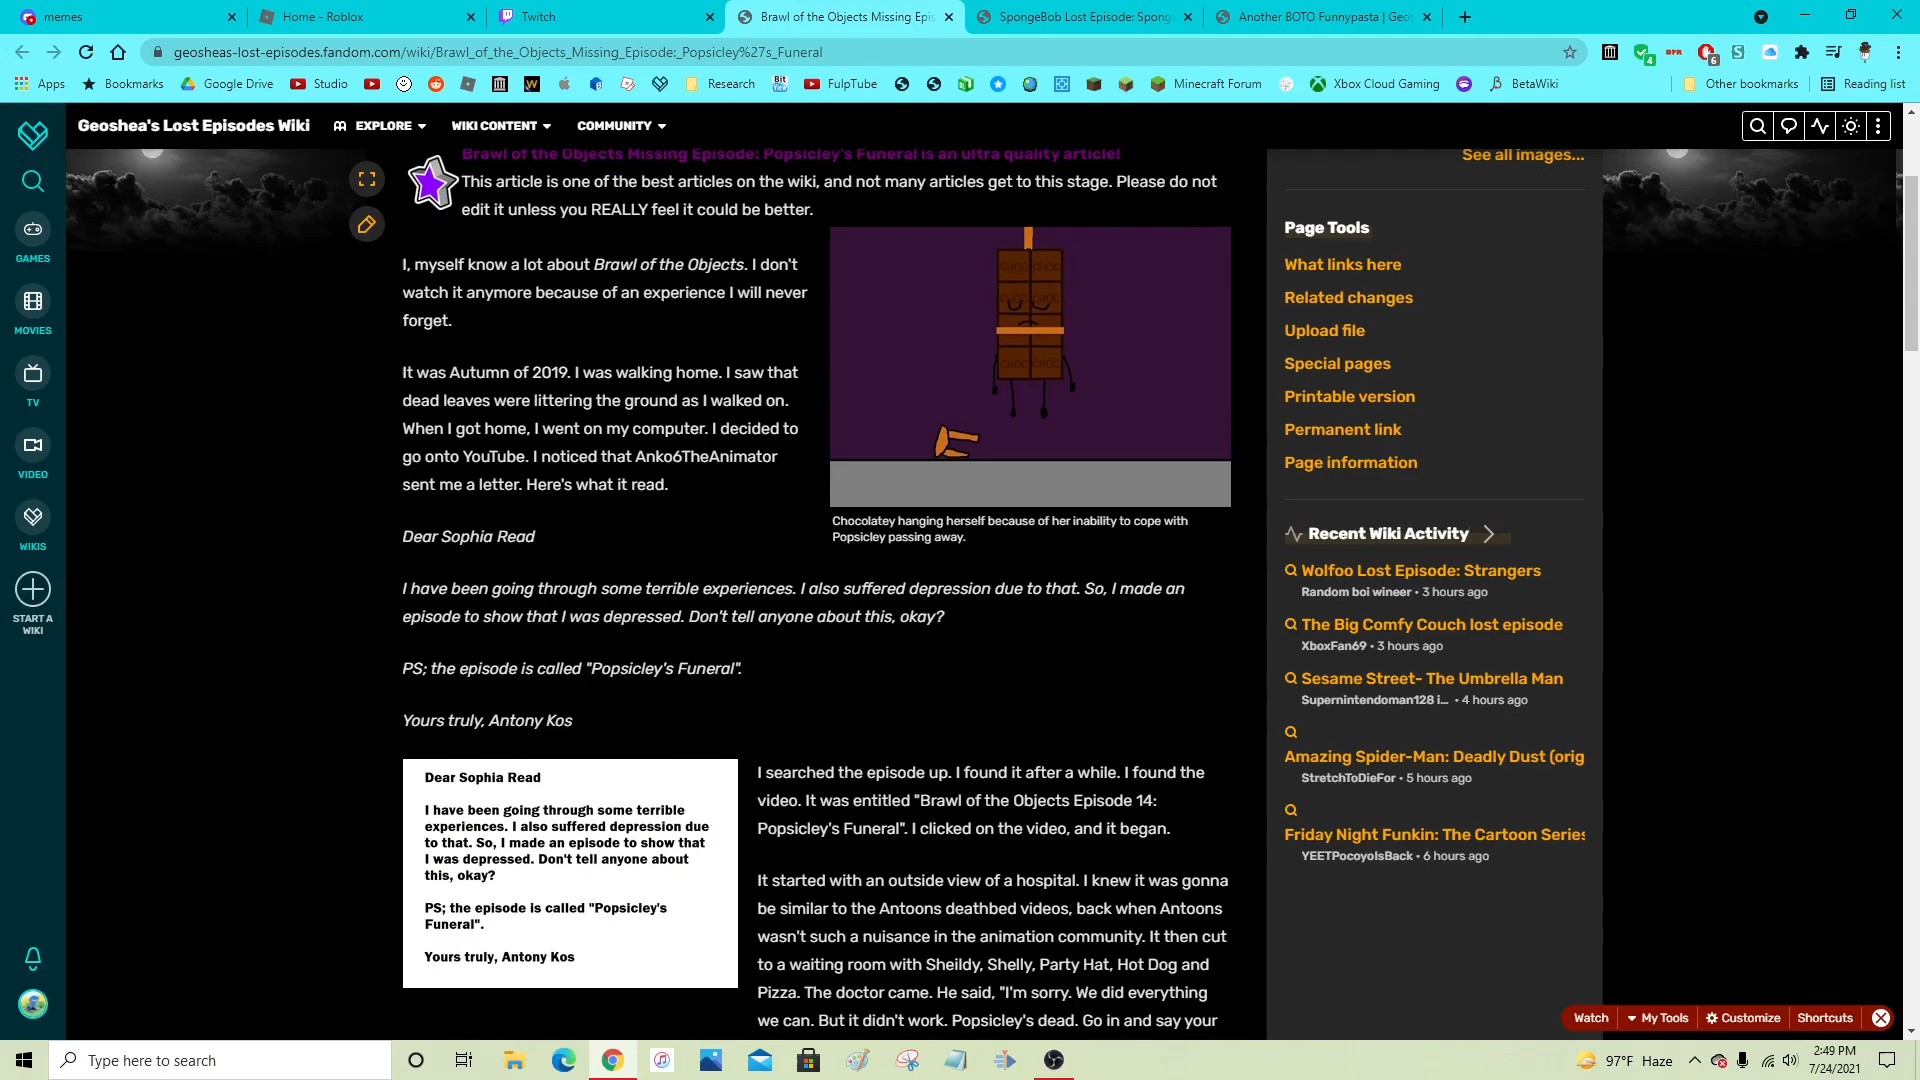 memes
Home - Roblox
Twitch
Brawl of the Objects Missing Epis
SpongeBob Lost Episode: Spong
Another BOTO Funnypasta | Geos
geosheas-lost-episodes.fandom.com/wiki/Brawl_of_the_Objects_Missing_Episode:_Popsicley%27s_Funeral
Apps
Bookmarks
Google Drive
Studio
Research
FulpTube
Minecraft Forum
Xbox Cloud Gaming
BetaWiki
Other bookmarks
Reading list
Geoshea's Lost Episodes Wiki
EXPLORE
WIKI CONTENT
COMMUNITY
GAMES
MOVIES
TV
VIDEO
WIKIS
START A
WIKI
Brawl of the Objects Missing Episode: Popsicley's Funeral is an ultra quality article!
This article is one of the best articles on the wiki, and not many articles get to this stage. Please do not
edit it unless you REALLY feel it could be better.
I, myself know a lot about Brawl of the Objects. I don't
watch it anymore because of an experience I will never
forget.
It was Autumn of 2019. I was walking home. I saw that
dead leaves were littering the ground as I walked on.
When I got home, I went on my computer. I decided to
go onto YouTube. I noticed that Anko6TheAnimator
sent me a letter. Here's what it read.
CHOC CHOC
CHOC CHOC
CHOC CHOC
Chocolatey hanging herself because of her inability to cope with
Popsicley passing away.
Dear Sophia Read
I have been going through some terrible experiences. I also suffered depression due to that. So, I made an
episode to show that I was depressed. Don't tell anyone about this, okay?
PS; the episode is called "Popsicley's Funeral".
Yours truly, Antony Kos
Dear Sophia Read
I have been going through some terrible
experiences. I also suffered depression due
to that. So, I made an episode to show that
I was depressed. Don't tell anyone about
this, okay?
PS; the episode is called "Popsicley's
Funeral".
Yours truly, Antony Kos
I searched the episode up. I found it after a while. I found the
video. It was entitled "Brawl of the Objects Episode 14:
Popsicley's Funeral". I clicked on the video, and it began.
It started with an outside view of a hospital. I knew it was gonna
be similar to the Antoons deathbed videos, back when Antoons
wasn't such a nuisance in the animation community. It then cut
to a waiting room with Sheildy, Shelly, Party Hat, Hot Dog and
Pizza. The doctor came. He said, "I'm sorry. We did everything
we can. But it didn't work. Popsicley's dead. Go in and say your
See all images...
Page Tools
What links here
Related changes
Upload file
Special pages
Printable version
Permanent link
Page information
Recent Wiki Activity
Wolfoo Lost Episode: Strangers
Random boi wineer • 3 hours ago
The Big Comfy Couch lost episode
XboxFan69 • 3 hours ago
Sesame Street- The Umbrella Man
Supernintendoman128 i... • 4 hours ago
Amazing Spider-Man: Deadly Dust (orig
StretchToDieFor • 5 hours ago
Friday Night Funkin: The Cartoon Series
YEETPocoyoIsBack • 6 hours ago
Watch
My Tools
Customize
Shortcuts
Type here to search
97°F Haze
2:49 PM
7/24/2021